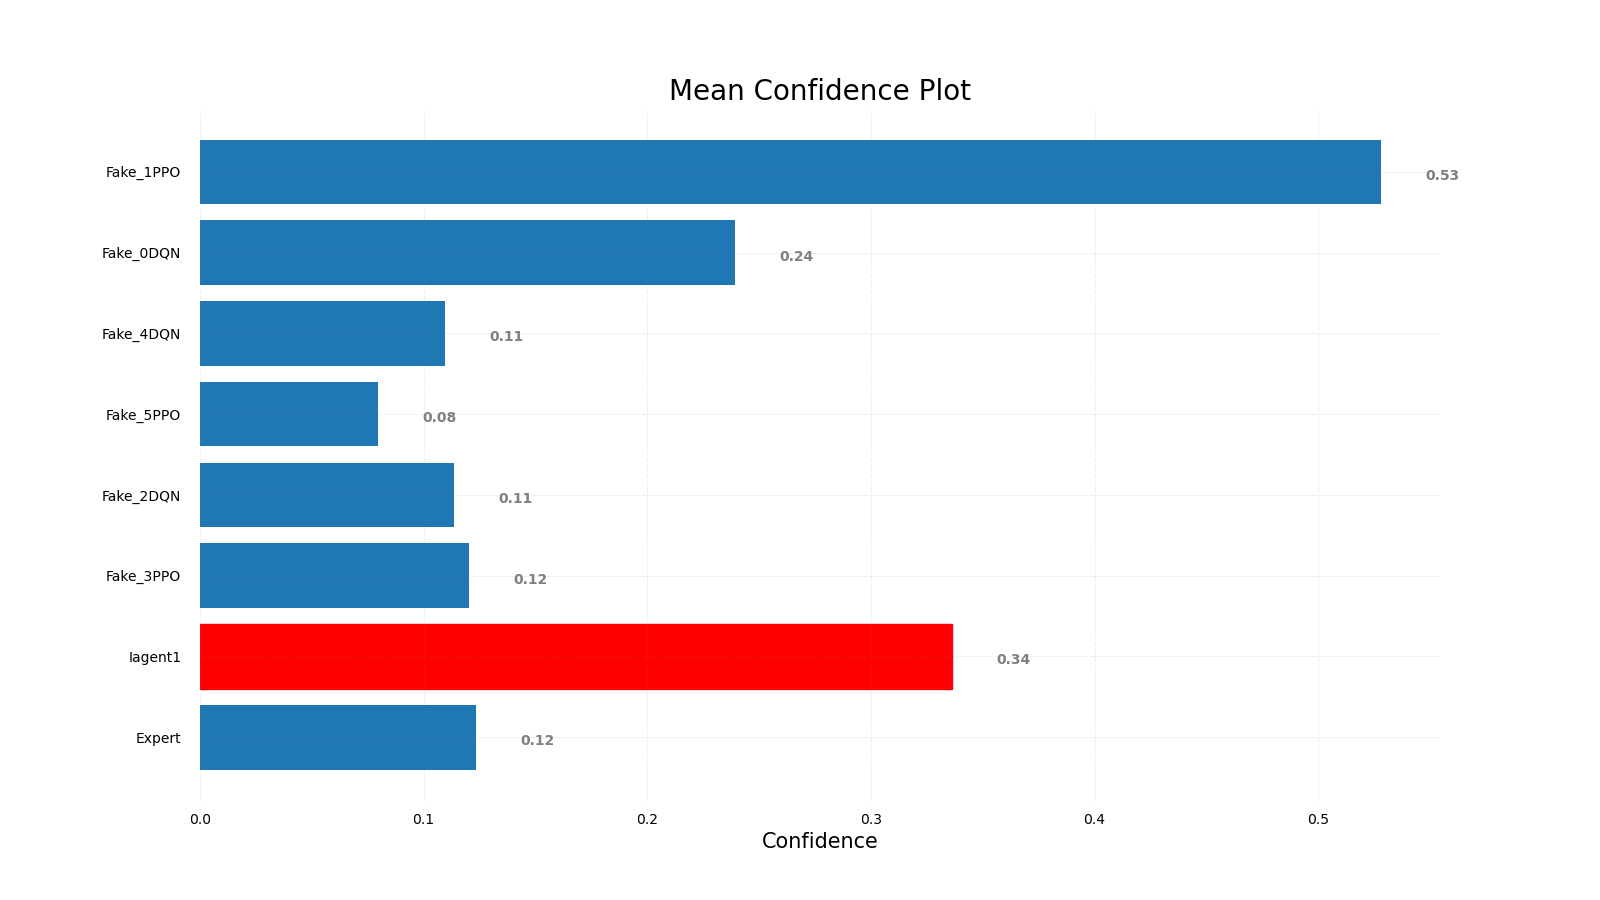 Mean Confidence Plot
Fake_1PPO 0.53
Fake_0DQN 0.24
Fake_4DQN 0.11
Fake_5PPO 0.08
Fake_2DQN 0.11
Fake_3PPO 0.12
Iagent1 0.34
Expert 0.12
0.0 0.1 0.2 0.3 0.4 0.5
Confidence